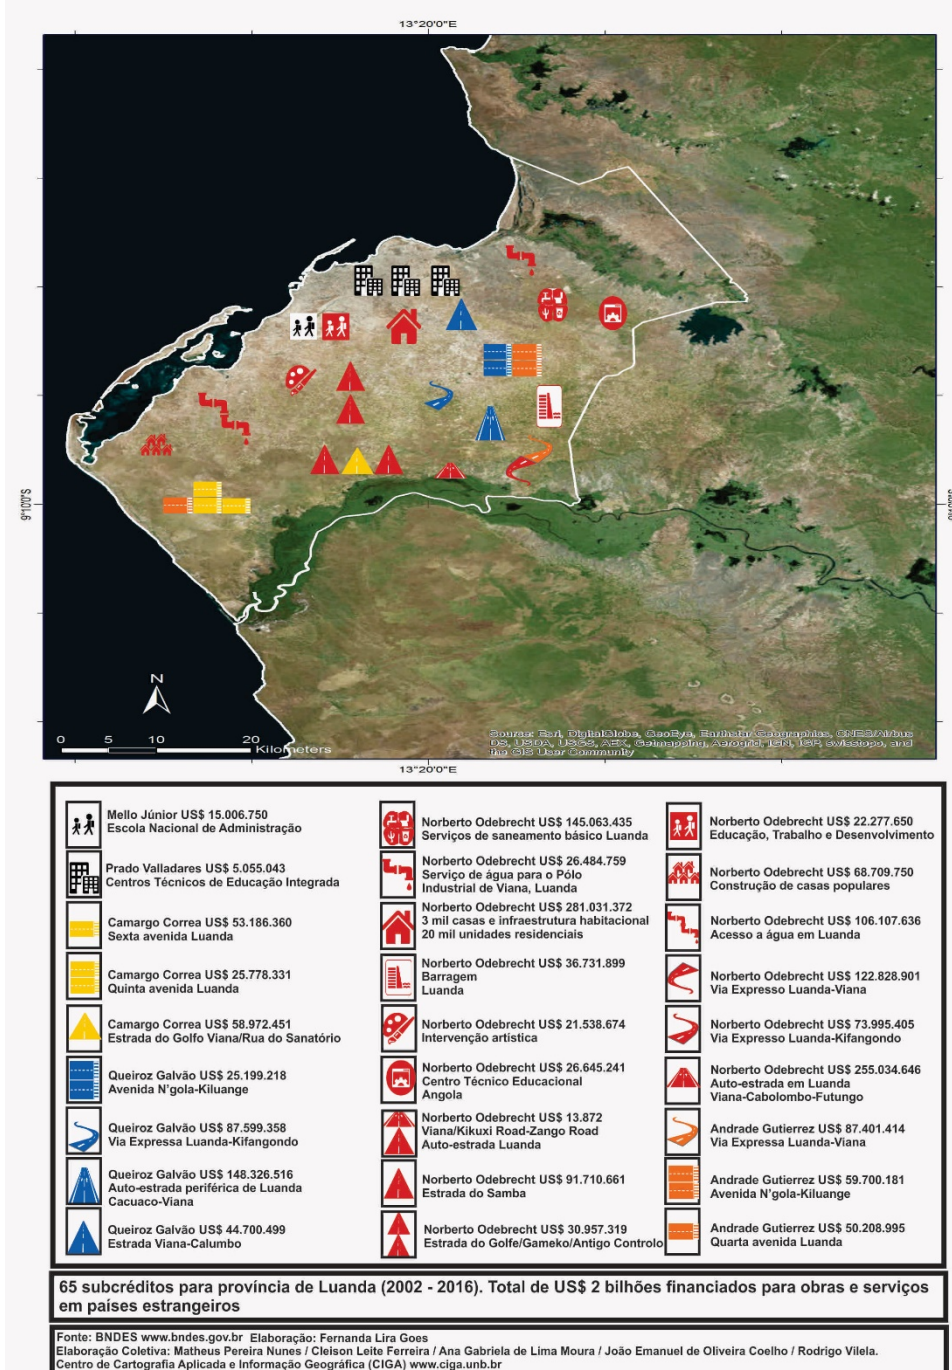 13°20'0"E
9°10'0"S
9°10'0"S
N
0 5 10 20
Kilometers
Source: Esri, DigitalGlobe, GeoEye, Earthstar Geographics, CNES/Airbus
DS, USDA, USGS, AEX, Getmapping, Aerogrid, IGN, IGP, swisstopo, and
the GIS User Community
13°20'0"E
Mello Júnior US$ 15.006.750
Escola Nacional de Administração
Prado Valladares US$ 5.055.043
Centros Técnicos de Educação Integrada
Camargo Correa US$ 53.186.360
Sexta avenida Luanda
Camargo Correa US$ 25.778.331
Quinta avenida Luanda
Camargo Correa US$ 58.972.451
Estrada do Golfo Viana/Rua do Sanatório
Queiroz Galvão US$ 25.199.218
Avenida N'gola-Kiluange
Queiroz Galvão US$ 87.599.358
Via Expressa Luanda-Kifangondo
Queiroz Galvão US$ 148.326.516
Auto-estrada periférica de Luanda
Cacuaco-Viana
Queiroz Galvão US$ 44.700.499
Estrada Viana-Calumbo
Norberto Odebrecht US$ 145.063.435
Serviços de saneamento básico Luanda
Norberto Odebrecht US$ 26.484.759
Serviço de água para o Pólo
Industrial de Viana, Luanda
Norberto Odebrecht US$ 281.031.372
3 mil casas e infraestrutura habitacional
20 mil unidades residenciais
Norberto Odebrecht US$ 36.731.899
Barragem
Luanda
Norberto Odebrecht US$ 21.538.674
Intervenção artística
Norberto Odebrecht US$ 26.645.241
Centro Técnico Educacional
Angola
Norberto Odebrecht US$ 13.872
Viana/Kikuxi Road-Zango Road
Auto-estrada Luanda
Norberto Odebrecht US$ 91.710.661
Estrada do Samba
Norberto Odebrecht US$ 30.957.319
Estrada do Golfe/Gameko/Antigo Controlo
Norberto Odebrecht US$ 22.277.650
Educação, Trabalho e Desenvolvimento
Norberto Odebrecht US$ 68.709.750
Construção de casas populares
Norberto Odebrecht US$ 106.107.636
Acesso a água em Luanda
Norberto Odebrecht US$ 122.828.901
Via Expresso Luanda-Viana
Norberto Odebrecht US$ 73.995.405
Via Expresso Luanda-Kifangondo
Norberto Odebrecht US$ 255.034.646
Auto-estrada em Luanda
Viana-Cabolombo-Futungo
Andrade Gutierrez US$ 87.401.414
Via Expressa Luanda-Viana
Andrade Gutierrez US$ 59.700.181
Avenida N'gola-Kiluange
Andrade Gutierrez US$ 50.208.995
Quarta avenida Luanda
65 subcréditos para província de Luanda (2002 - 2016). Total de US$ 2 bilhões financiados para obras e serviços
em países estrangeiros
Fonte: BNDES www.bndes.gov.br Elaboração: Fernanda Lira Goes
Elaboração Coletiva: Matheus Pereira Nunes / Cleison Leite Ferreira / Ana Gabriela de Lima Moura / João Emanuel de Oliveira Coelho / Rodrigo Vilela.
Centro de Cartografia Aplicada e Informação Geográfica (CIGA) www.ciga.unb.br